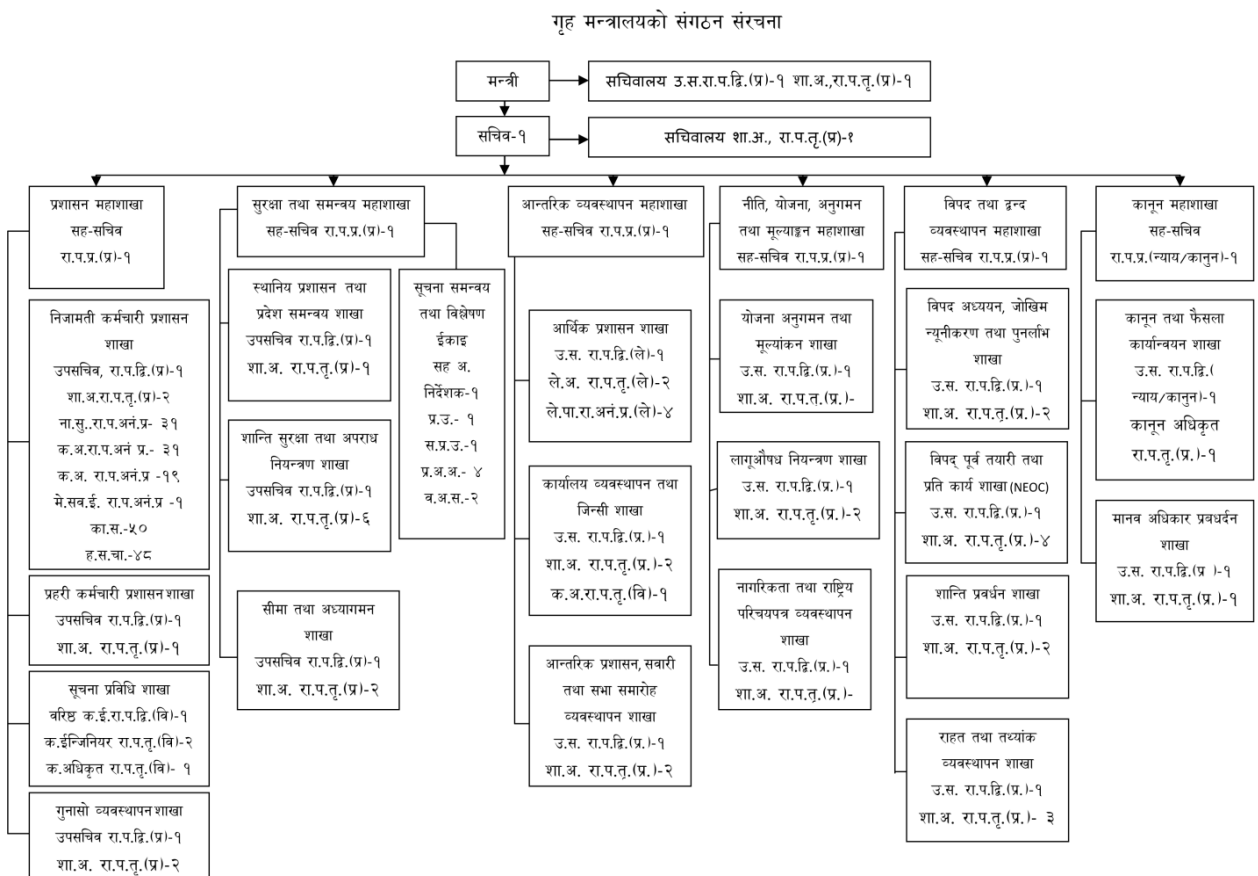 गृह मन्त्रालयको संगठन संरचना
मन्त्री
सचिवालय उ.स.रा.प.द्वि.(प्र)-१ शा.अ.,रा.प.तृ.(प्र)-१
सचिव-१
सचिवालय शा.अ., रा.प.तृ.(प्र)-१
प्रशासन महाशाखा
सह-सचिव
रा.प.प्र.(प्र)-१
निजामती कर्मचारी प्रशासन
शाखा
उपसचिव, रा.प.द्वि.(प्र)-१
शा.अ.रा.प.तृ.(प्र)-२
ना.सु..रा.प.अनं.प्र- ३१
क.अ.रा.प.अनं प्र.- ३१
क.अ. रा.प.अनं.प्र -१९
मे.सव.ई. रा.प.अनं.प्र -१
का.स.-५०
ह.स.चा.-४८
प्रहरी कर्मचारी प्रशासन शाखा
उपसचिव रा.प.द्वि.(प्र)-१
शा.अ. रा.प.तृ.(प्र)-१
सूचना प्रविधि शाखा
वरिष्ठ क.ई.रा.प.द्वि.(वि)-१
क.ईन्जिनियर रा.प.तृ.(वि)-२
क.अधिकृत रा.प.तृ.(वि)- १
गुनासो व्यवस्थापन शाखा
उपसचिव रा.प.द्वि.(प्र)-१
शा.अ. रा.प.तृ.(प्र)-२
सुरक्षा तथा समन्वय महाशाखा
सह-सचिव रा.प.प्र.(प्र)-१
स्थानिय प्रशासन तथा
प्रदेश समन्वय शाखा
उपसचिव रा.प.द्वि.(प्र)-१
शा.अ. रा.प.तृ.(प्र)-१
शान्ति सुरक्षा तथा अपराध
नियन्त्रण शाखा
उपसचिव रा.प.द्वि.(प्र)-१
शा.अ. रा.प.तृ.(प्र)-६
सीमा तथा अध्यागमन
शाखा
उपसचिव रा.प.द्वि.(प्र)-१
शा.अ. रा.प.तृ.(प्र)-२
सूचना समन्वय
तथा विश्लेषण
ईकाइ
सह अ.
निर्देशक-१
प्र.उ.- १
स.प्र.उ.-१
प्र.अ.अ.- ४
व.अ.स.-२
आन्तरिक व्यवस्थापन महाशाखा
सह-सचिव रा.प.प्र.(प्र)-१
आर्थिक प्रशासन शाखा
उ.स. रा.प.द्वि.(ले)-१
ले.अ. रा.प.तृ.(ले)-२
ले.पा.रा.अनं.प्र.(ले)-४
कार्यालय व्यवस्थापन तथा
जिन्सी शाखा
उ.स. रा.प.द्वि.(प्र.)-१
शा.अ. रा.प.तृ.(प्र.)-२
क.अ.रा.प.तृ.(वि)-१
आन्तरिक प्रशासन, सवारी
तथा सभा समारोह
व्यवस्थापन शाखा
उ.स. रा.प.द्वि.(प्र.)-१
शा.अ. रा.प.तृ.(प्र.)-२
नीति, योजना, अनुगमन
तथा मूल्याङ्कन महाशाखा
सह-सचिव रा.प.प्र.(प्र)-१
योजना अनुगमन तथा
मूल्यांकन शाखा
उ.स. रा.प.द्वि.(प्र.)-१
शा.अ. रा.प.तृ.(प्र.)-
लागूऔषध नियन्त्रण शाखा
उ.स. रा.प.द्वि.(प्र.)-१
शा.अ. रा.प.तृ.(प्र.)-२
नागरिकता तथा राष्ट्रिय
परिचयपत्र व्यवस्थापन
शाखा
उ.स. रा.प.द्वि.(प्र.)-१
शा.अ. रा.प.तृ.(प्र.)-
विपद तथा द्वन्द
व्यवस्थापन महाशाखा
सह-सचिव रा.प.प्र.(प्र)-१
विपद अध्ययन, जोखिम
न्यूनीकरण तथा पुनर्लाभ
शाखा
उ.स. रा.प.द्वि.(प्र.)-१
शा.अ. रा.प.तृ.(प्र.)-२
विपद् पूर्व तयारी तथा
प्रति कार्य शाखा (NEOC)
उ.स. रा.प.द्वि.(प्र.)-१
शा.अ. रा.प.तृ.(प्र.)-४
शान्ति प्रवर्धन शाखा
उ.स. रा.प.द्वि.(प्र.)-१
शा.अ. रा.प.तृ.(प्र.)-२
राहत तथा तथ्यांक
व्यवस्थापन शाखा
उ.स. रा.प.द्वि.(प्र.)-१
शा.अ. रा.प.तृ.(प्र.)- ३
कानून महाशाखा
सह-सचिव
रा.प.प्र.(न्याय/कानुन)-१
कानून तथा फैसला
कार्यान्वयन शाखा
उ.स. रा.प.द्वि.(
न्याय/कानुन)-१
कानून अधिकृत
रा.प.तृ.(प्र.)-१
मानव अधिकार प्रवधर्दन
शाखा
उ.स. रा.प.द्वि.(प्र )-१
शा.अ. रा.प.तृ.(प्र.)-१